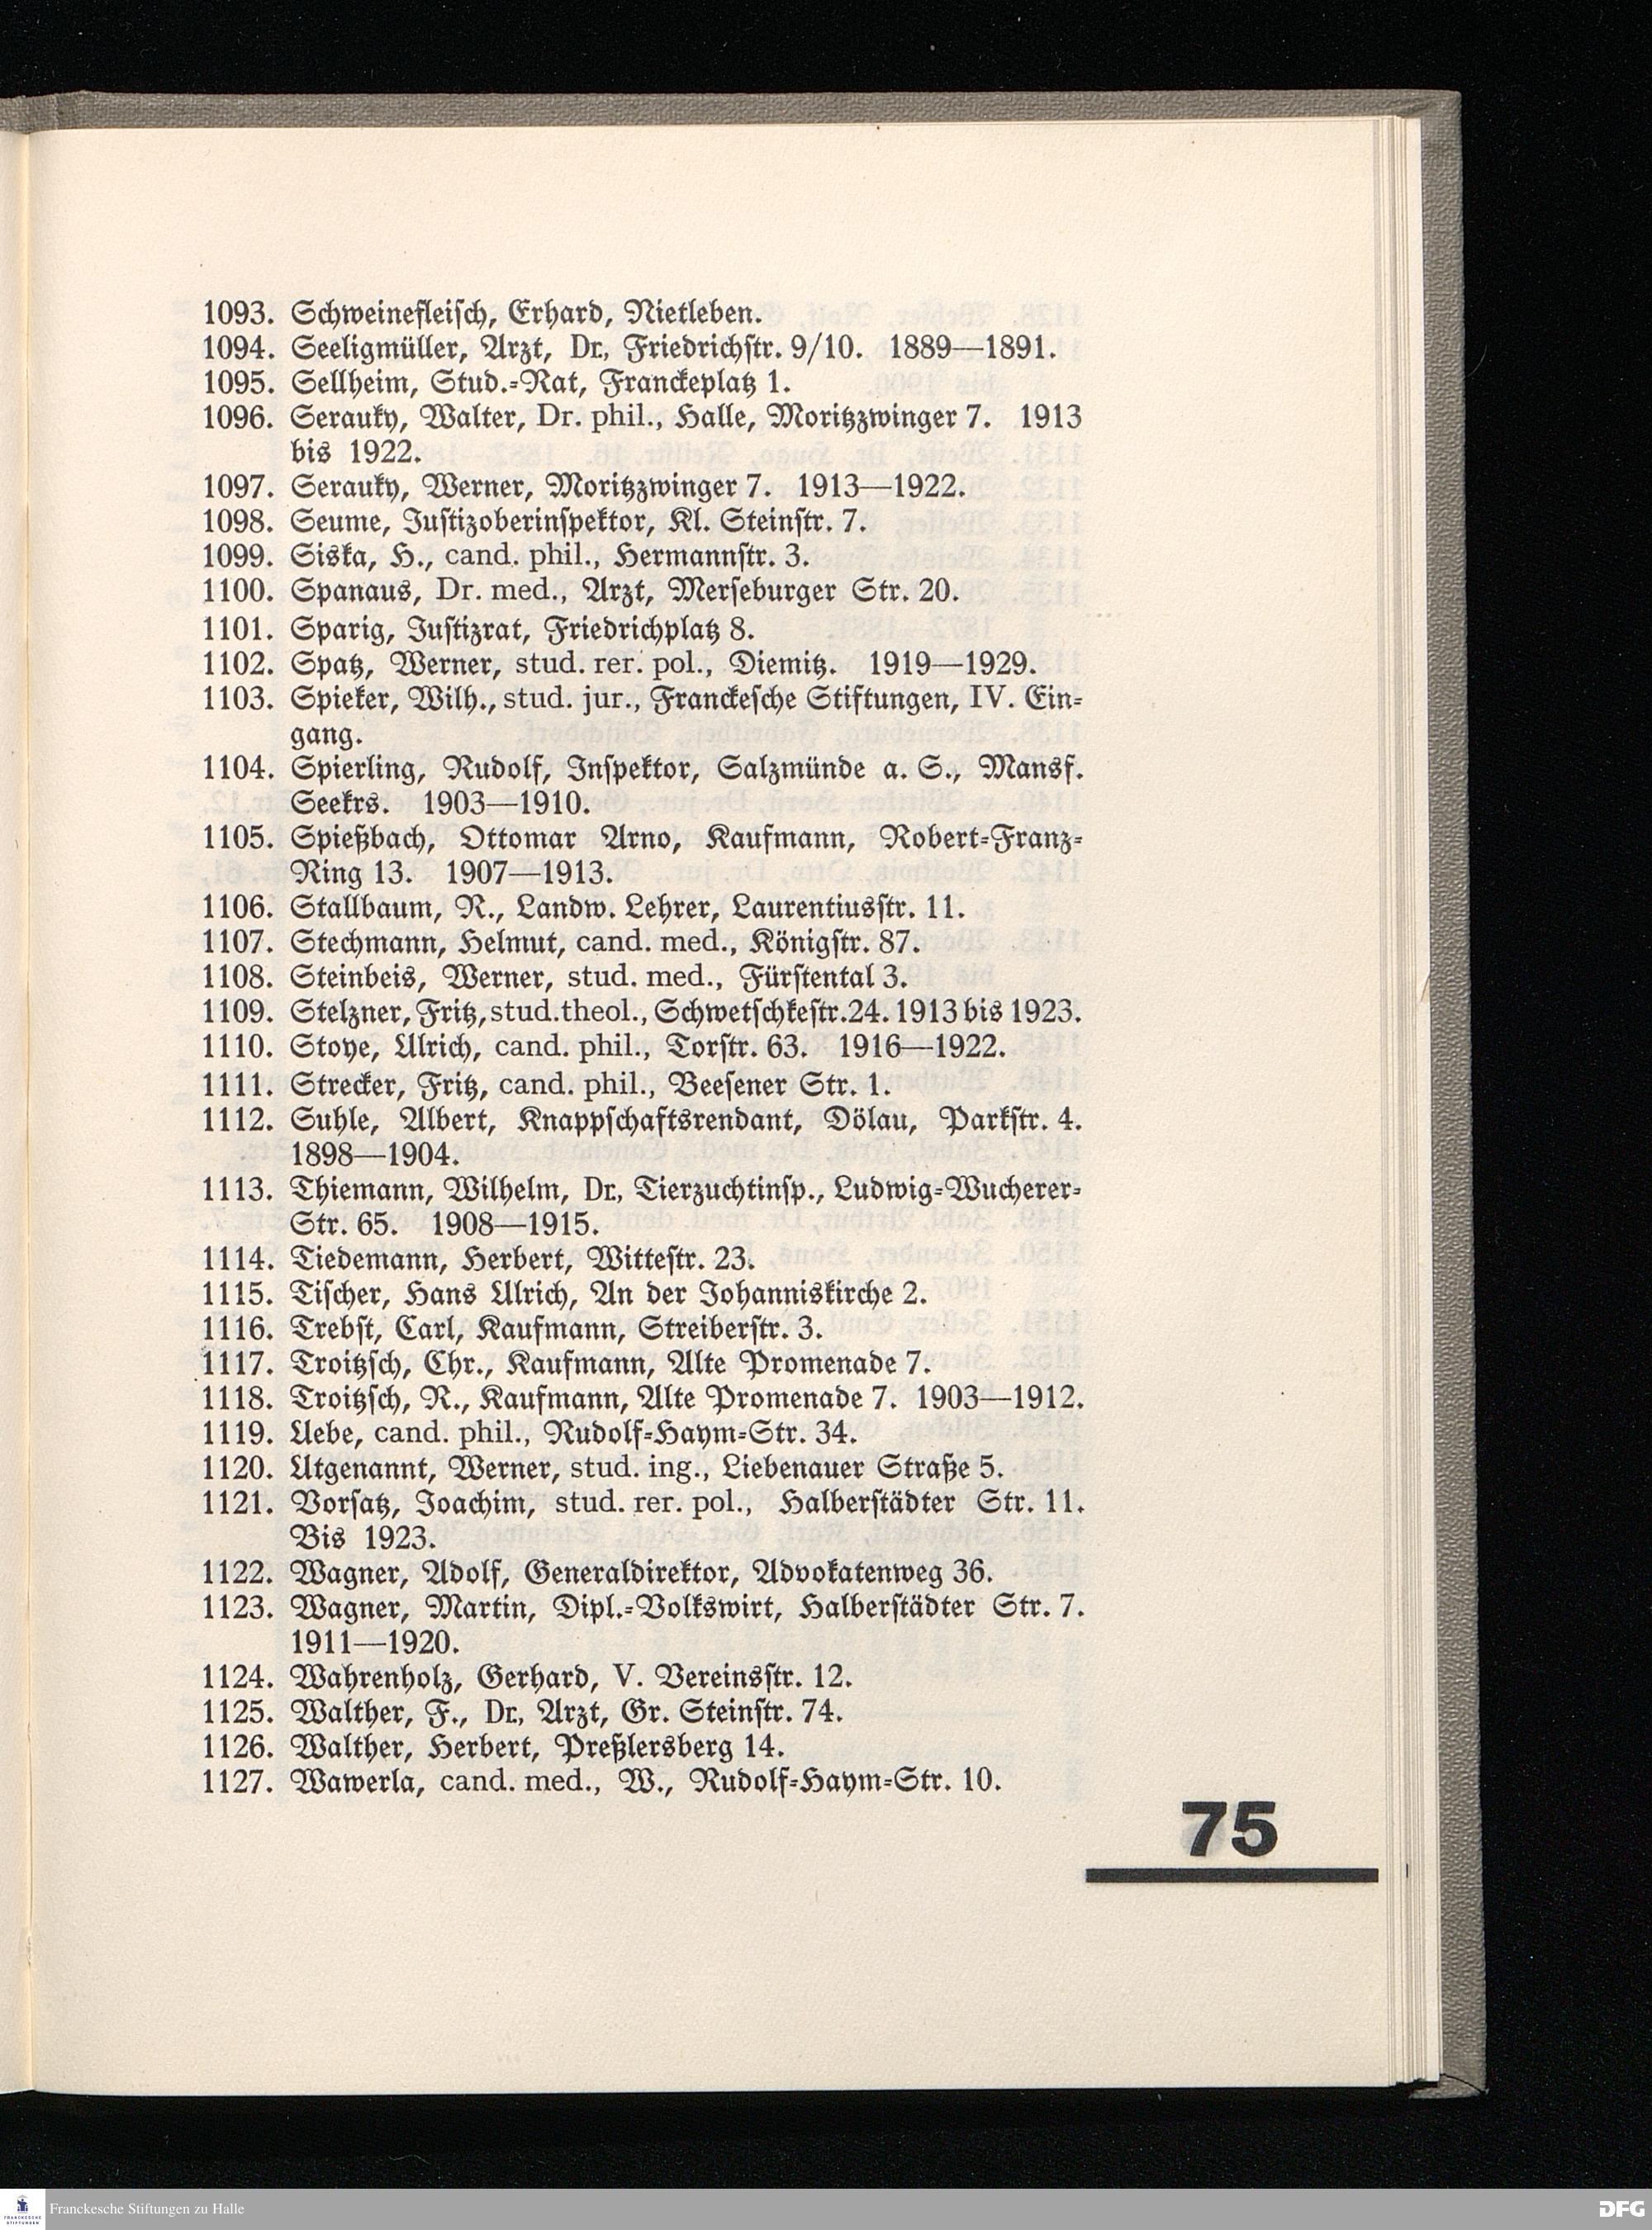 1093. Schweinefleisch, Erhard, Nietleben.
1094. Seeligmüller, Arzt, Dr., Friedrichstr. 9/10. 1889—1891.
1095. Sellheim, Stud.-Rat, Franckeplatz 1.
1096. Serauky, Walter, Dr. phil., Halle, Moritzzwinger 7. 1913
bis 1922.
1097. Serauky, Werner, Moritzzwinger 7. 1913—1922.
1098. Seume, Justizoberinspektor, Kl. Steinstr. 7.
1099. Siska, H., cand. phil., Hermannstr. 3.
1100. Spanaus, Dr. med., Arzt, Merseburger Str. 20.
1101. Sparig, Justizrat, Friedrichplatz 8.
1102. Spatz, Werner, stud. rer. pol., Diemitz. 1919—1929.
1103. Spieker, Wilh., stud. jur., Franckesche Stiftungen, IV. Ein-
gang.
1104. Spierling, Rudolf, Inspektor, Salzmünde a. S., Mansf.
Seekrs. 1903—1910.
1105. Spießbach, Ottomar Arno, Kaufmann, Robert-Franz-
Ring 13. 1907—1913.
1106. Stallbaum, R., Landw. Lehrer, Laurentiusstr. 11.
1107. Stechmann, Helmut, cand. med., Königstr. 87.
1108. Steinbeis, Werner, stud. med., Fürstental 3.
1109. Stelzner, Fritz, stud. theol., Schwetschkestr. 24. 1913 bis 1923.
1110. Stoye, Ulrich, cand. phil., Torstr. 63. 1916—1922.
1111. Strecker, Fritz, cand. phil., Beesener Str. 1.
1112. Suhle, Albert, Knappschaftsrendant, Dölau, Parkstr. 4.
1898—1904.
1113. Thiemann, Wilhelm, Dr., Tierzuchtinsp., Ludwig-Wucherer-
Str. 65. 1908—1915.
1114. Tiedemann, Herbert, Wittestr. 23.
1115. Tischer, Hans Ulrich, An der Johanniskirche 2.
1116. Trebst, Carl, Kaufmann, Streiberstr. 3.
1117. Troitzsch, Chr., Kaufmann, Alte Promenade 7.
1118. Troitzsch, R., Kaufmann, Alte Promenade 7. 1903—1912.
1119. Uebe, cand. phil., Rudolf-Haym-Str. 34.
1120. Utgenannt, Werner, stud. ing., Liebenauer Straße 5.
1121. Vorsatz, Joachim, stud. rer. pol., Halberstädter Str. 11.
Bis 1923.
1122. Wagner, Adolf, Generaldirektor, Advokatenweg 36.
1123. Wagner, Martin, Dipl.-Volkswirt, Halberstädter Str. 7.
1911—1920.
1124. Wahrenholz, Gerhard, V. Vereinsstr. 12.
1125. Walther, F., Dr., Arzt, Gr. Steinstr. 74.
1126. Walther, Herbert, Preßlersberg 14.
1127. Wawerla, cand. med., W., Rudolf-Haym-Str. 10.
75
FRANCKESCHE
STIFTUNGEN
Franckesche Stiftungen zu Halle
DFG